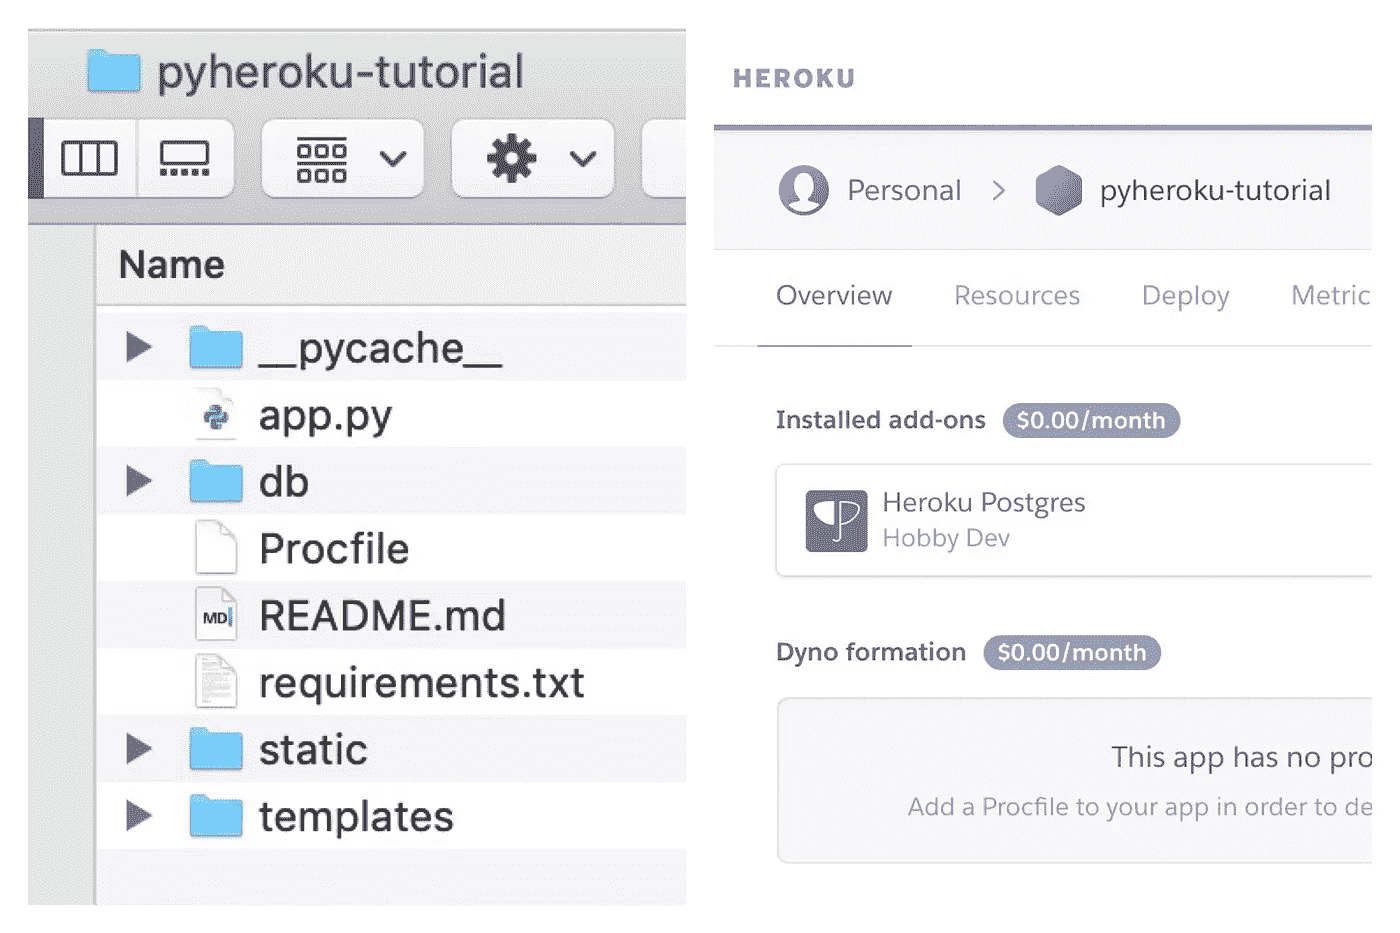 pyheroku-tutorial
Name
__pycache__
app.py
db
Procfile
README.md
MD
requirements.txt
static
templates
HEROKU
Personal > pyheroku-tutorial
Overview Resources Deploy Metric
Installed add-ons $0.00/month
Heroku Postgres
Hobby Dev
Dyno formation $0.00/month
This app has no pro
Add a Procfile to your app in order to de